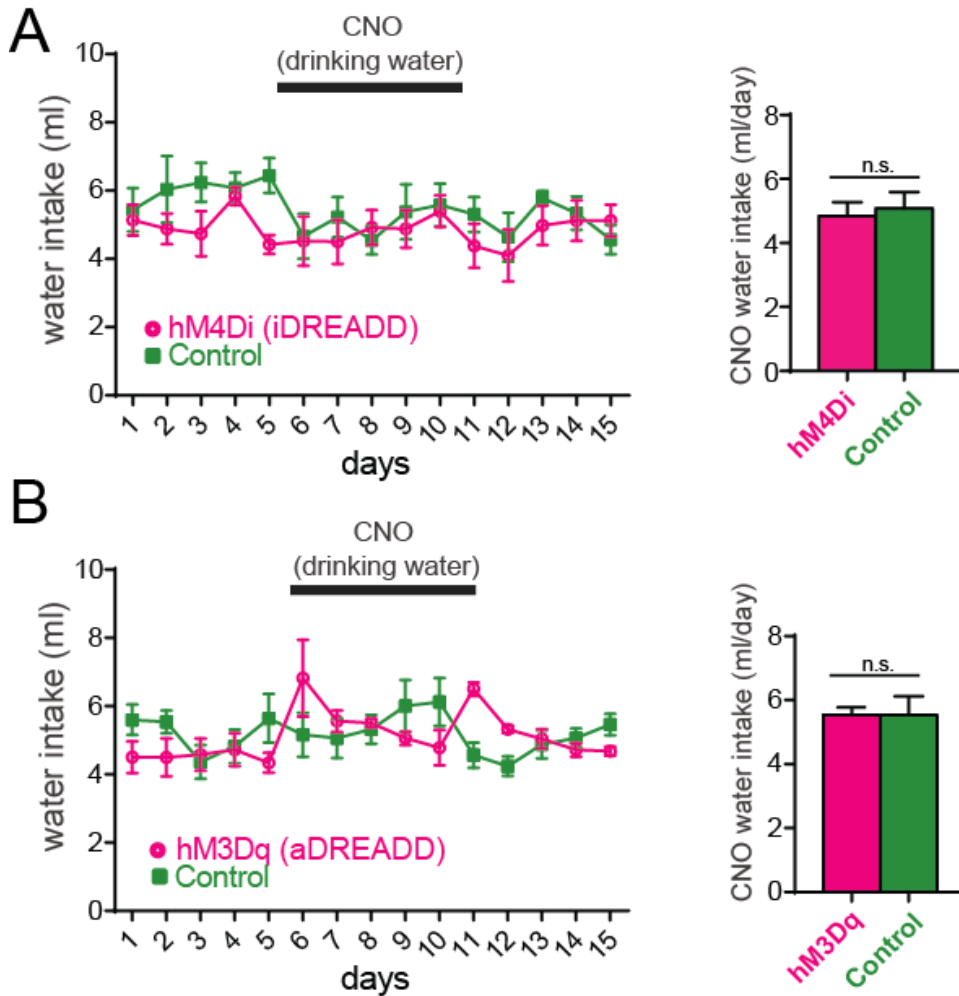 A
CNO
(drinking water)
water intake (ml)
10
8
6
4
2
0
hM4Di (iDREADD)
Control
1 2 3 4 5 6 7 8 9 10 11 12 13 14 15
days
CNO water intake (ml/day)
8
6
4
2
0
n.s.
hM4Di
Control
B
CNO
(drinking water)
water intake (ml)
10
8
6
4
2
0
hM3Dq (aDREADD)
Control
1 2 3 4 5 6 7 8 9 10 11 12 13 14 15
days
CNO water intake (ml/day)
8
6
4
2
0
n.s.
hM3Dq
Control